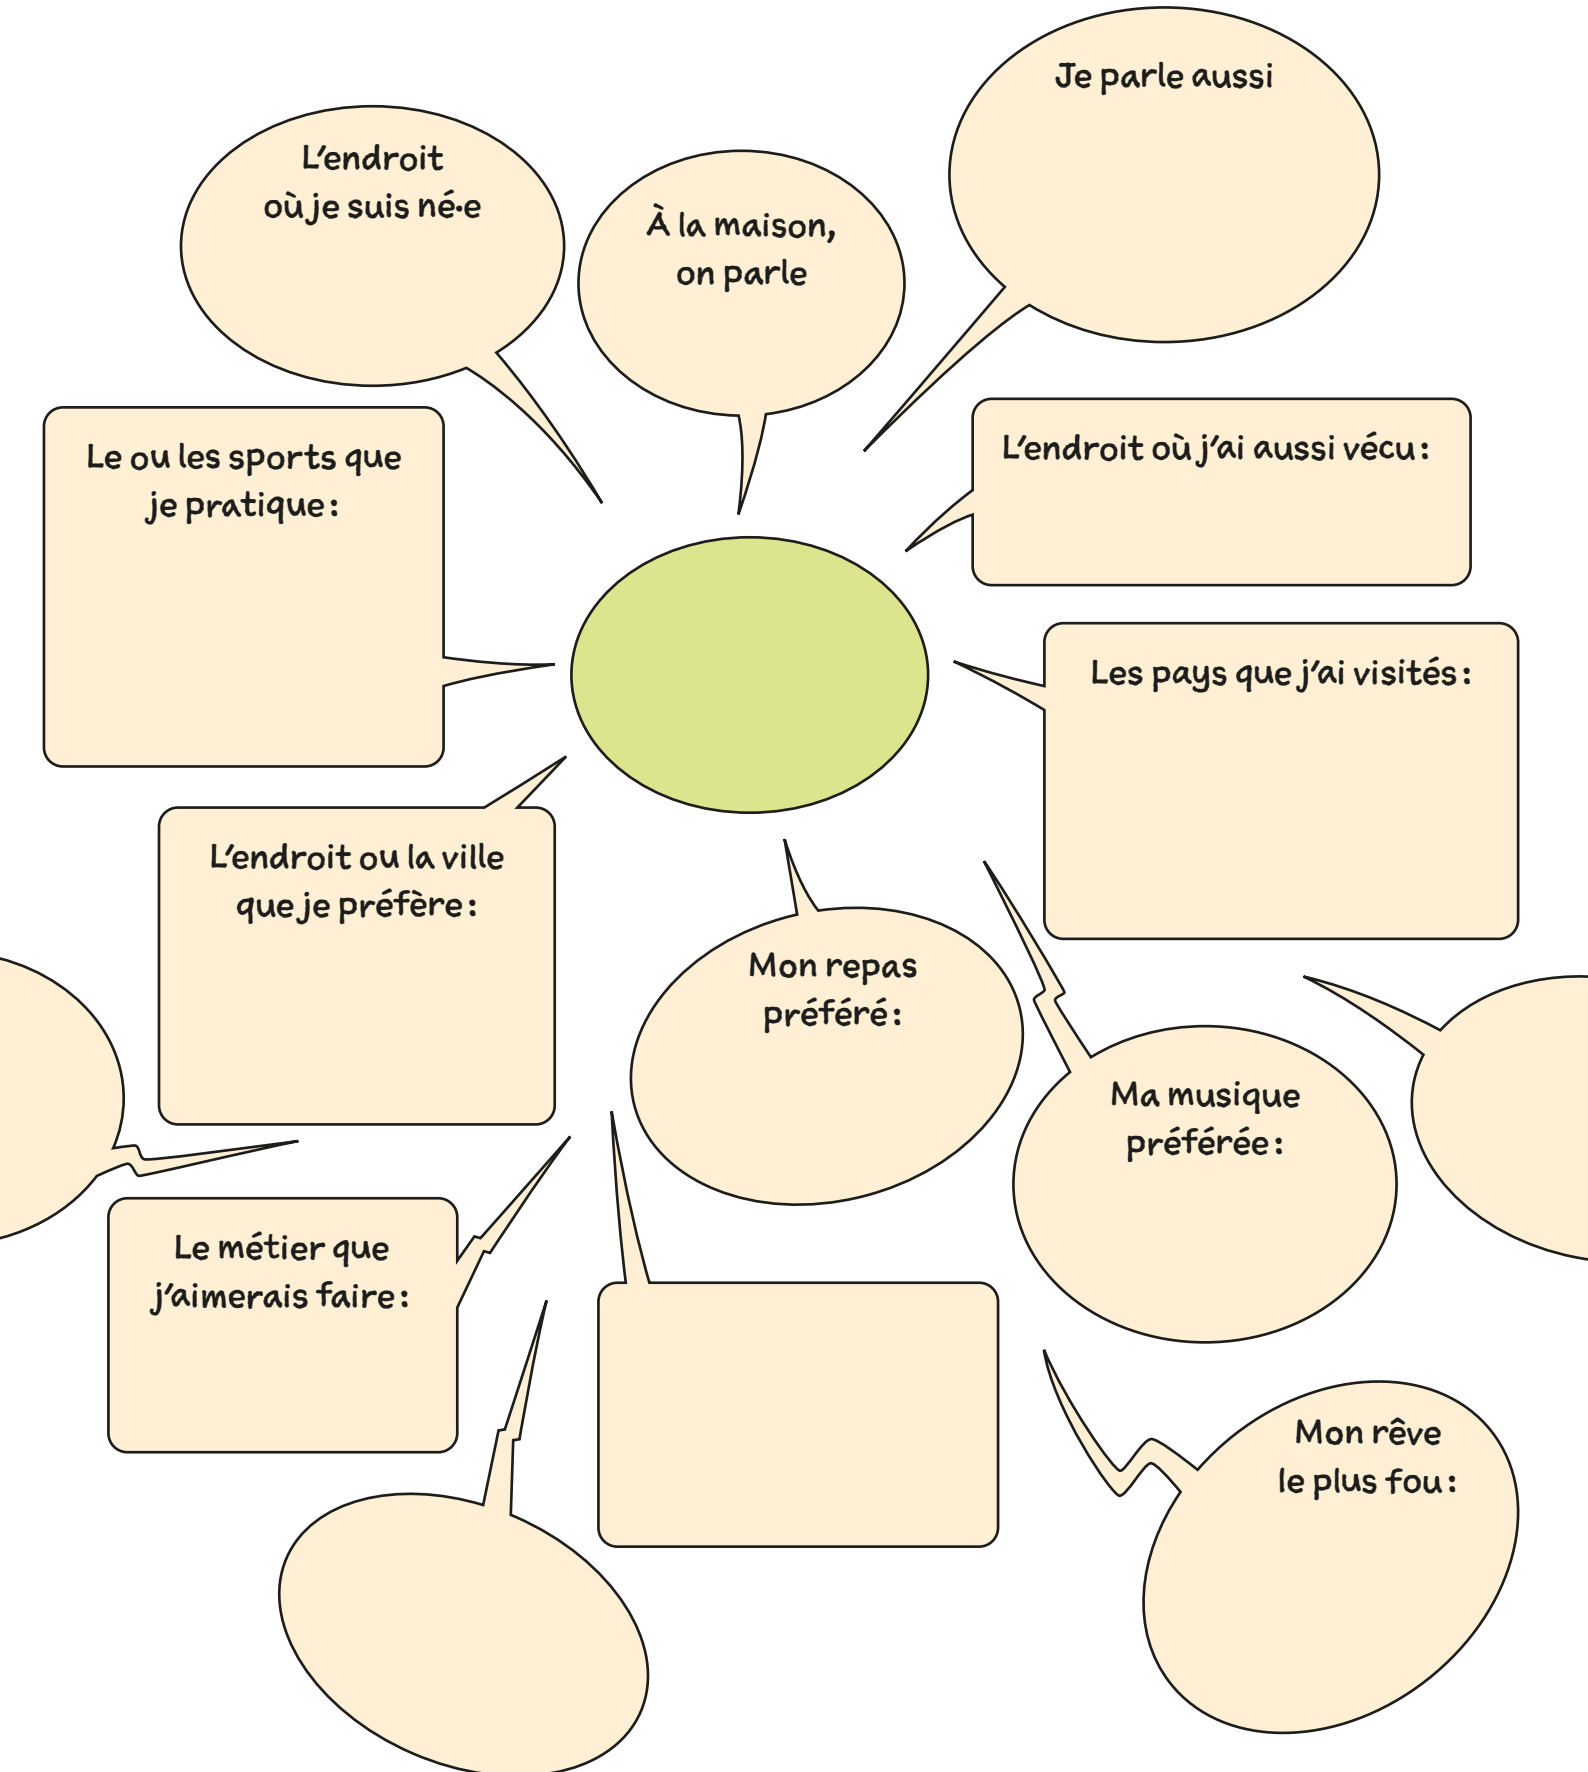 Je parle aussi
L'endroit
où je suis né·e
À la maison,
on parle
Le ou les sports que
je pratique :
L'endroit où j'ai aussi vécu :
Les pays que j'ai visités :
L'endroit ou la ville
que je préfère :
Mon repas
préféré :
Ma musique
préférée :
Le métier que
j'aimerais faire :
Mon rêve
le plus fou :